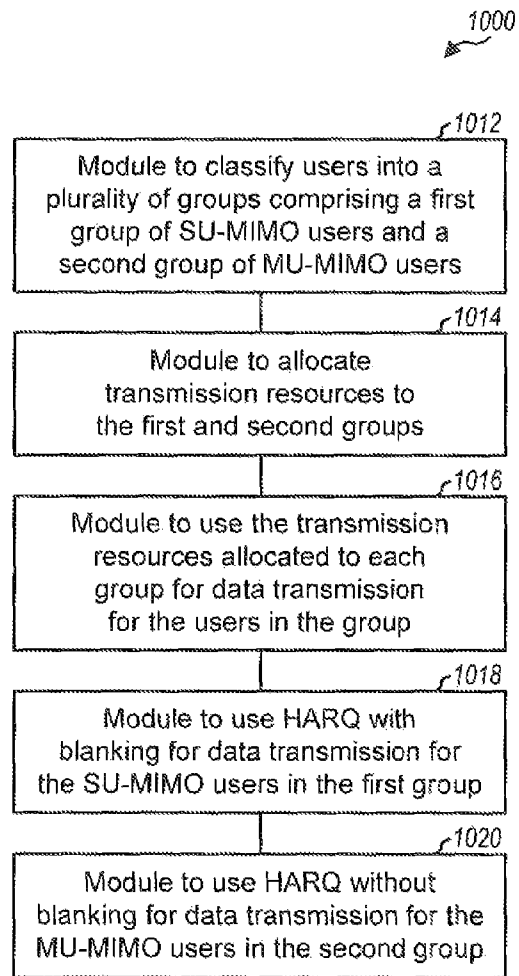 1000
1012
Module to classify users into a
plurality of groups comprising a first
group of SU-MIMO users and a
second group of MU-MIMO users
1014
Module to allocate
transmission resources to
the first and second groups
1016
Module to use the transmission
resources allocated to each
group for data transmission
for the users in the group
1018
Module to use HARQ with
blanking for data transmission for
the SU-MIMO users in the first group
1020
Module to use HARQ without
blanking for data transmission for the
MU-MIMO users in the second group